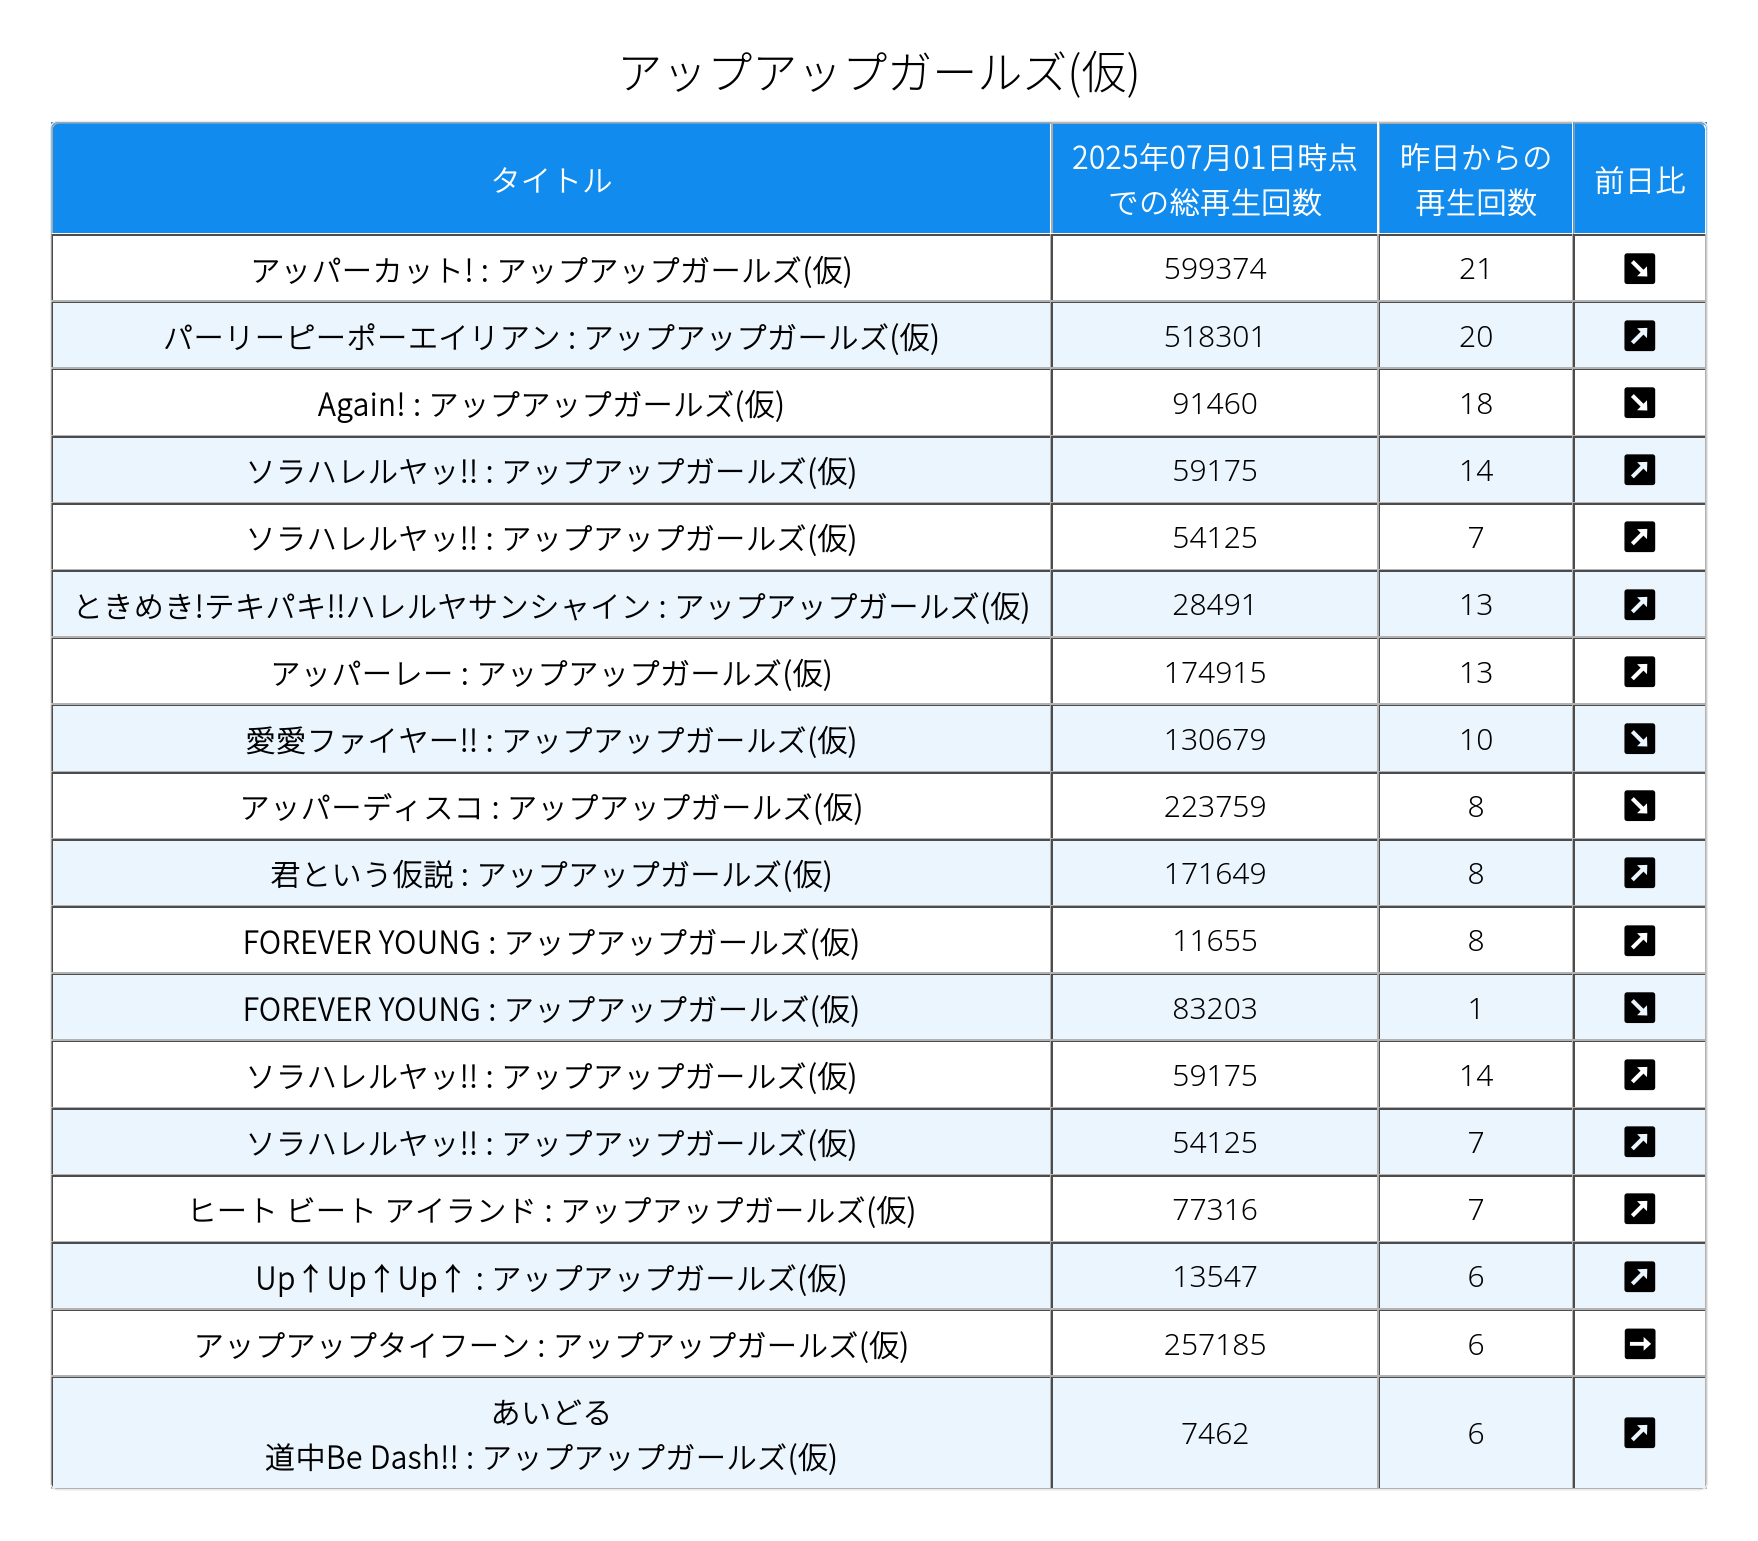 アップアップガールズ(仮)
タイトル
2025年07月01日時点
での総再生回数
昨日からの
再生回数
前日比
アッパーカット! : アップアップガールズ(仮) 599374 21 ↘
パーリーピーポーエイリアン : アップアップガールズ(仮) 518301 20 ↗
Again! : アップアップガールズ(仮) 91460 18 ↘
ソラハレルヤッ!! : アップアップガールズ(仮) 59175 14 ↗
ソラハレルヤッ!! : アップアップガールズ(仮) 54125 7 ↗
ときめき!テキパキ!!ハレルヤサンシャイン : アップアップガールズ(仮) 28491 13 ↗
アッパーレー : アップアップガールズ(仮) 174915 13 ↗
愛愛ファイヤー!! : アップアップガールズ(仮) 130679 10 ↘
アッパーディスコ : アップアップガールズ(仮) 223759 8 ↘
君という仮説 : アップアップガールズ(仮) 171649 8 ↗
FOREVER YOUNG : アップアップガールズ(仮) 11655 8 ↗
FOREVER YOUNG : アップアップガールズ(仮) 83203 1 ↘
ソラハレルヤッ!! : アップアップガールズ(仮) 59175 14 ↗
ソラハレルヤッ!! : アップアップガールズ(仮) 54125 7 ↗
ヒート ビート アイランド : アップアップガールズ(仮) 77316 7 ↗
Up↑Up↑Up↑ : アップアップガールズ(仮) 13547 6 ↗
アップアップタイフーン : アップアップガールズ(仮) 257185 6 →
あいどる
道中Be Dash!! : アップアップガールズ(仮) 7462 6 ↗